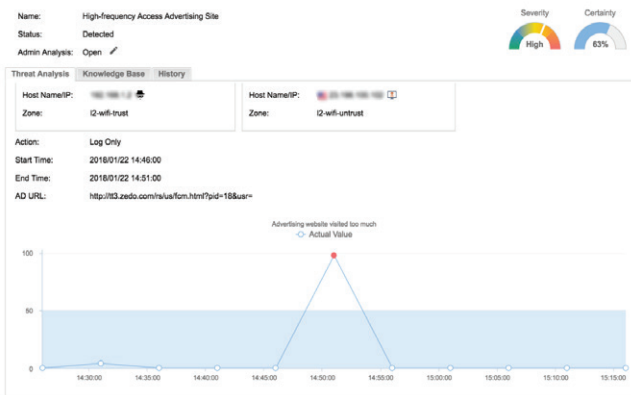 Name: High-frequency Access Advertising Site
Status: Detected
Admin Analysis: Open
Severity
High
Certainty
63%
Threat Analysis Knowledge Base History
Host Name/IP:
Zone: l2-wifi-trust
Host Name/IP:
Zone: l2-wifi-untrust
Action: Log Only
Start Time: 2018/01/22 14:46:00
End Time: 2018/01/22 14:51:00
AD URL: http://tt3.zedo.com/rs/us/fcm.html?pid=18&usr=
Advertising website visited too much
Actual Value
100
50
0
14:30:00 14:35:00 14:40:00 14:45:00 14:50:00 14:55:00 15:00:00 15:05:00 15:10:00 15:15:00